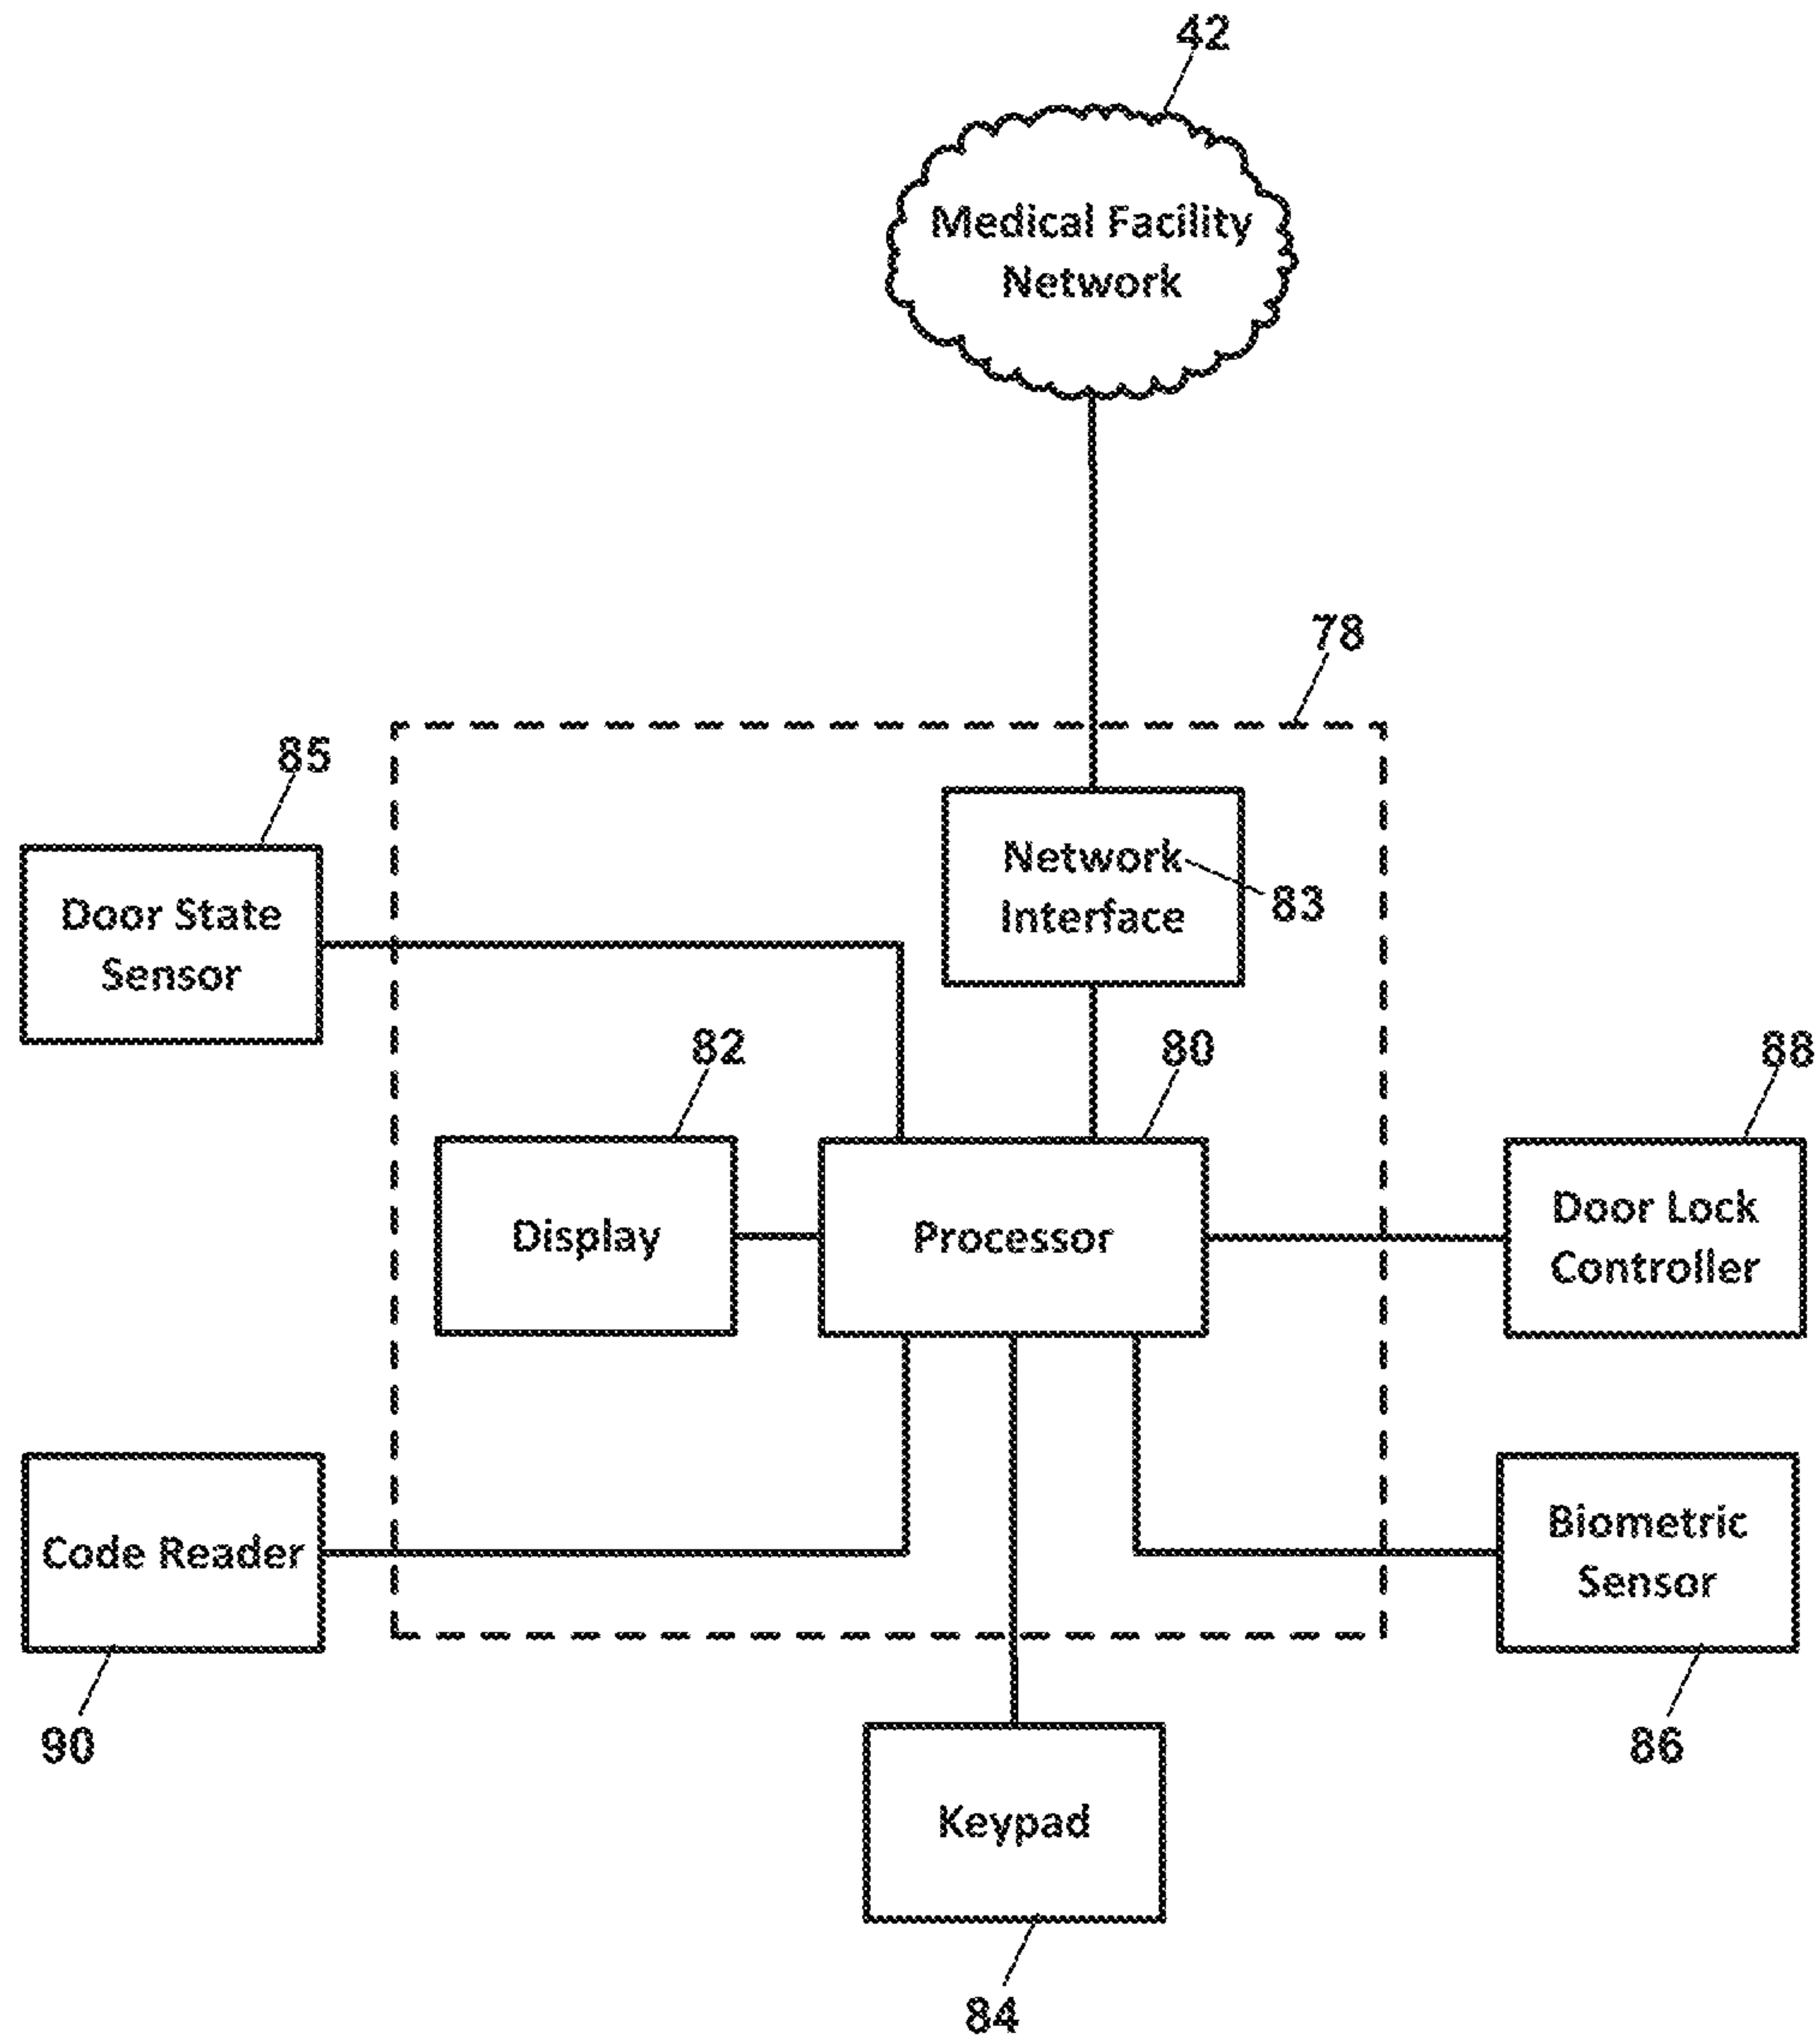 42
Medical Facility
Network
78
85
Door State
Sensor
Network
Interface
83
82
80
88
Display
Processor
Door Lock
Controller
Code Reader
Biometric
Sensor
90
86
Keypad
84